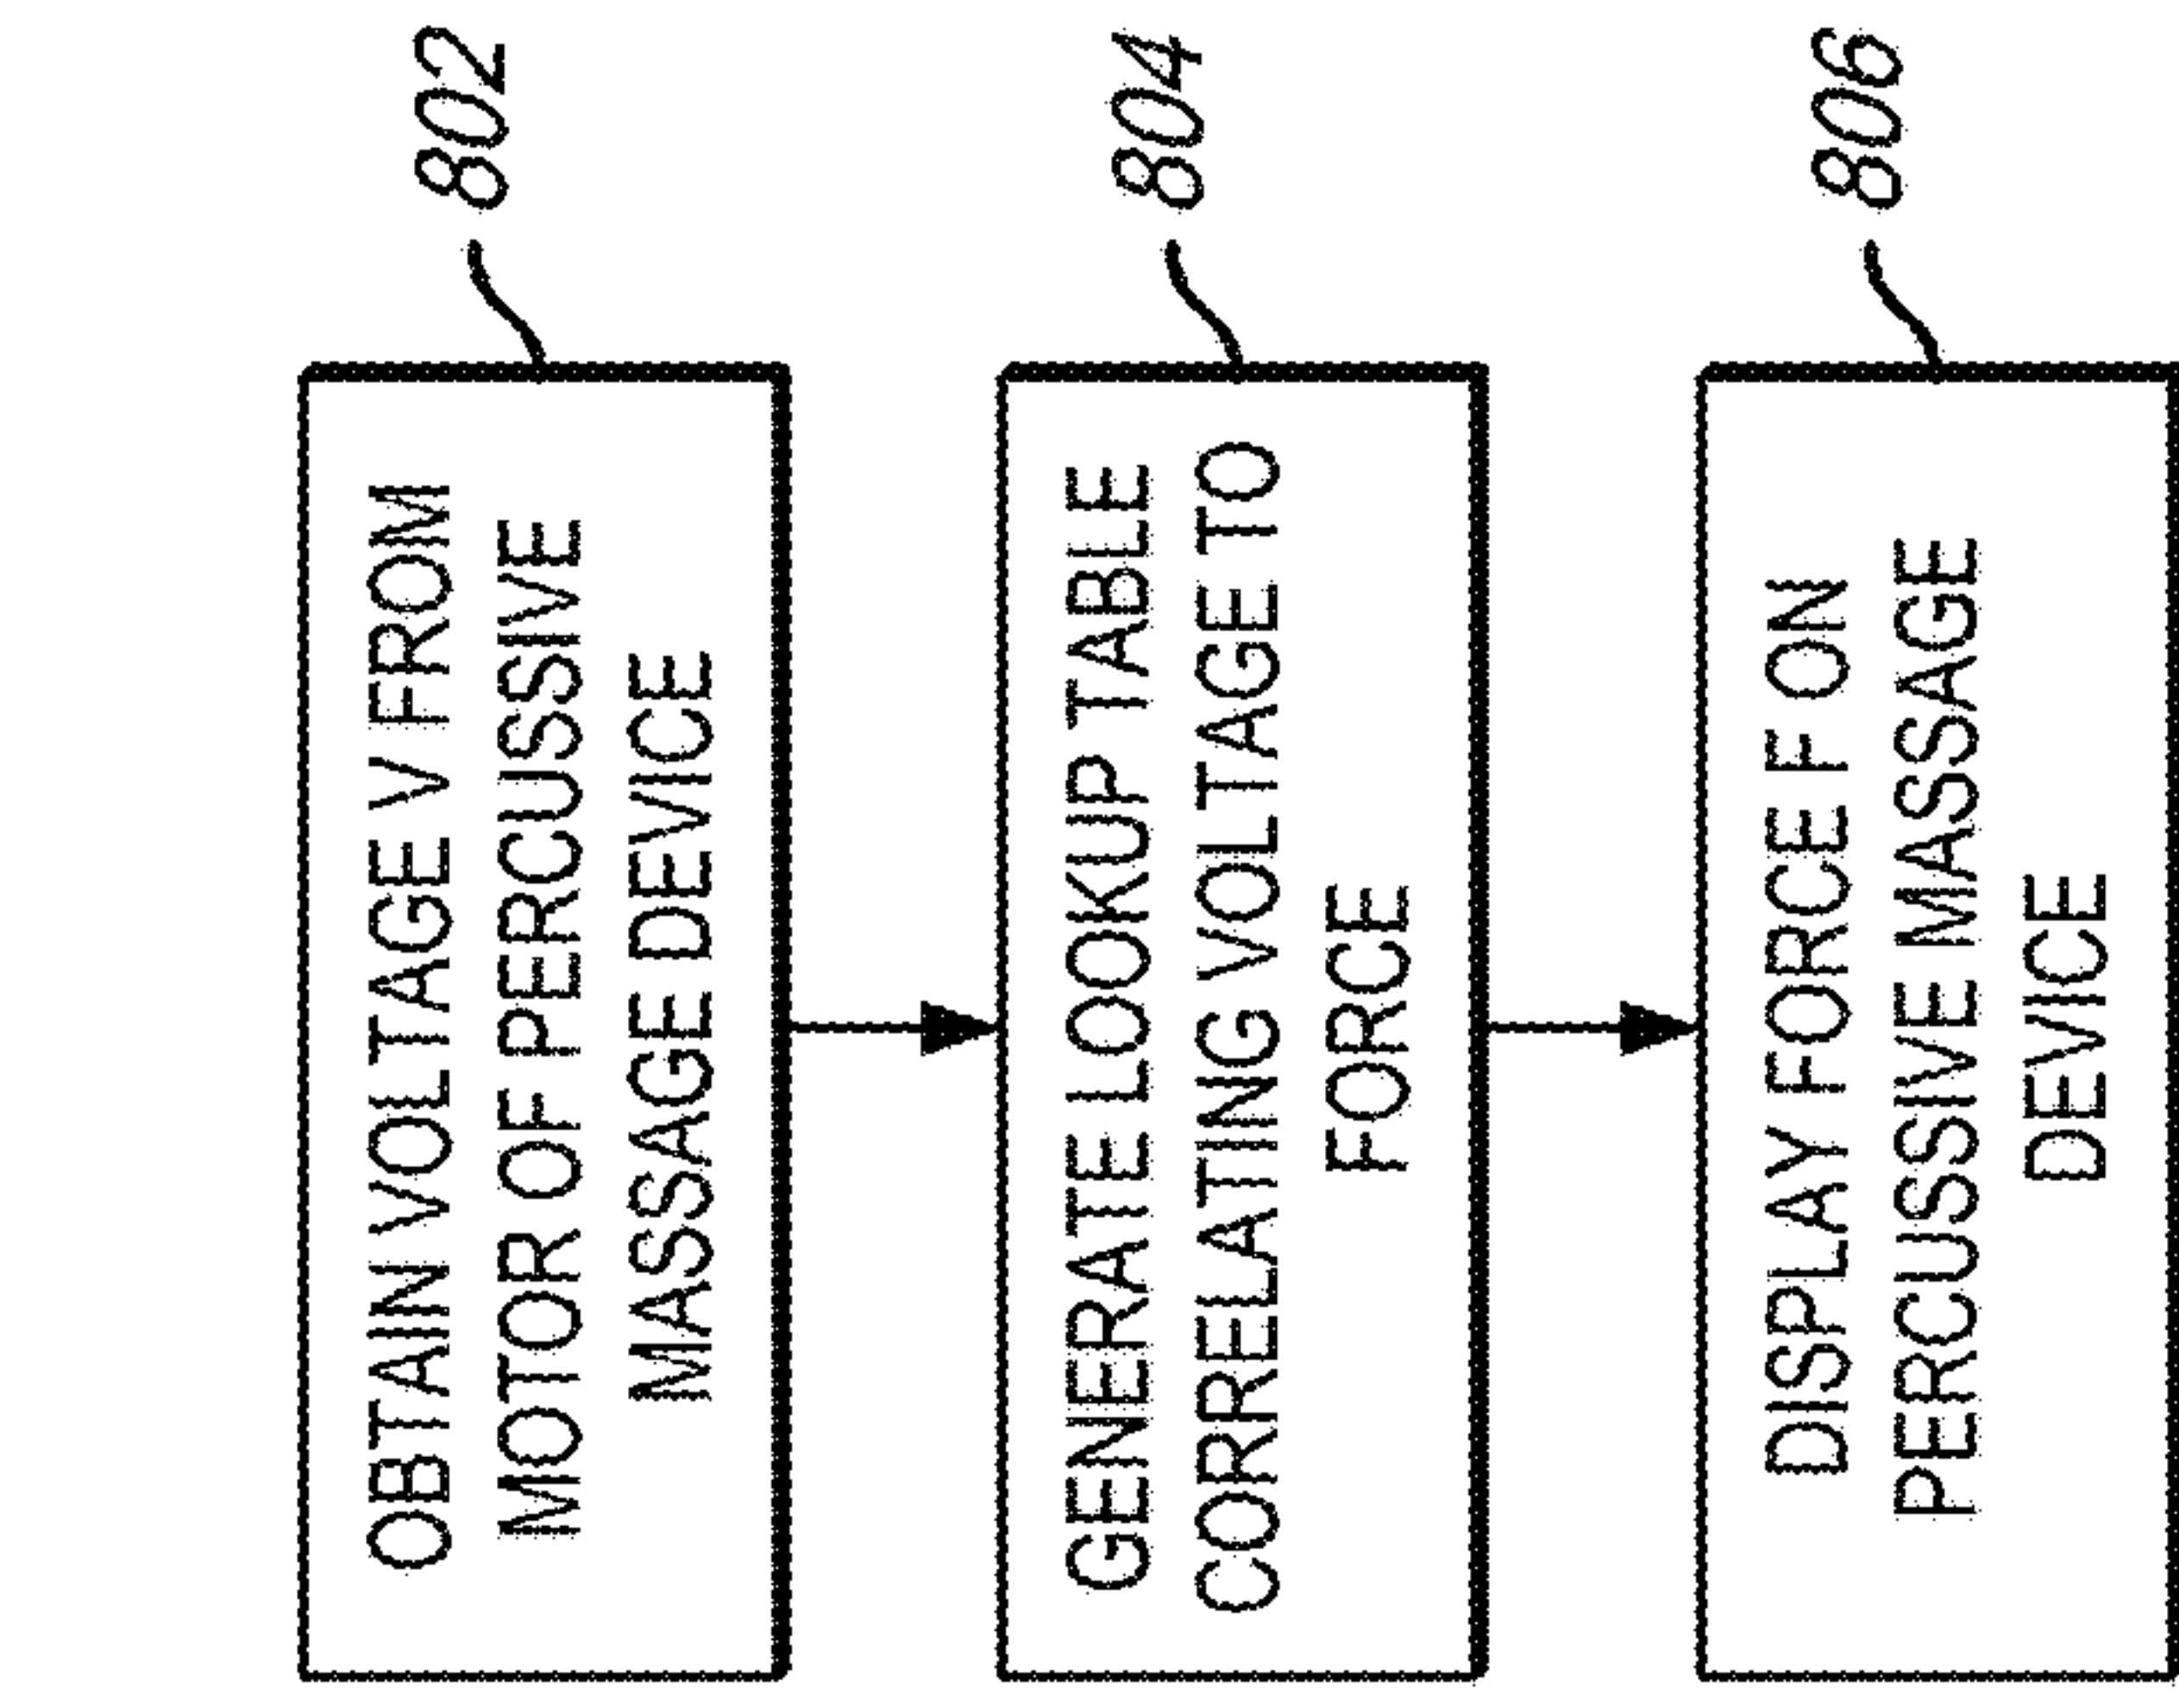 802
OBTAIN VOLTAGE V FROM
MOTOR OF PERCUSSIVE
MASSAGE DEVICE
804
GENERATE LOOKUP TABLE
CORRELATING VOLTAGE TO
FORCE
806
DISPLAY FORCE F ON
PERCUSSIVE MASSAGE
DEVICE